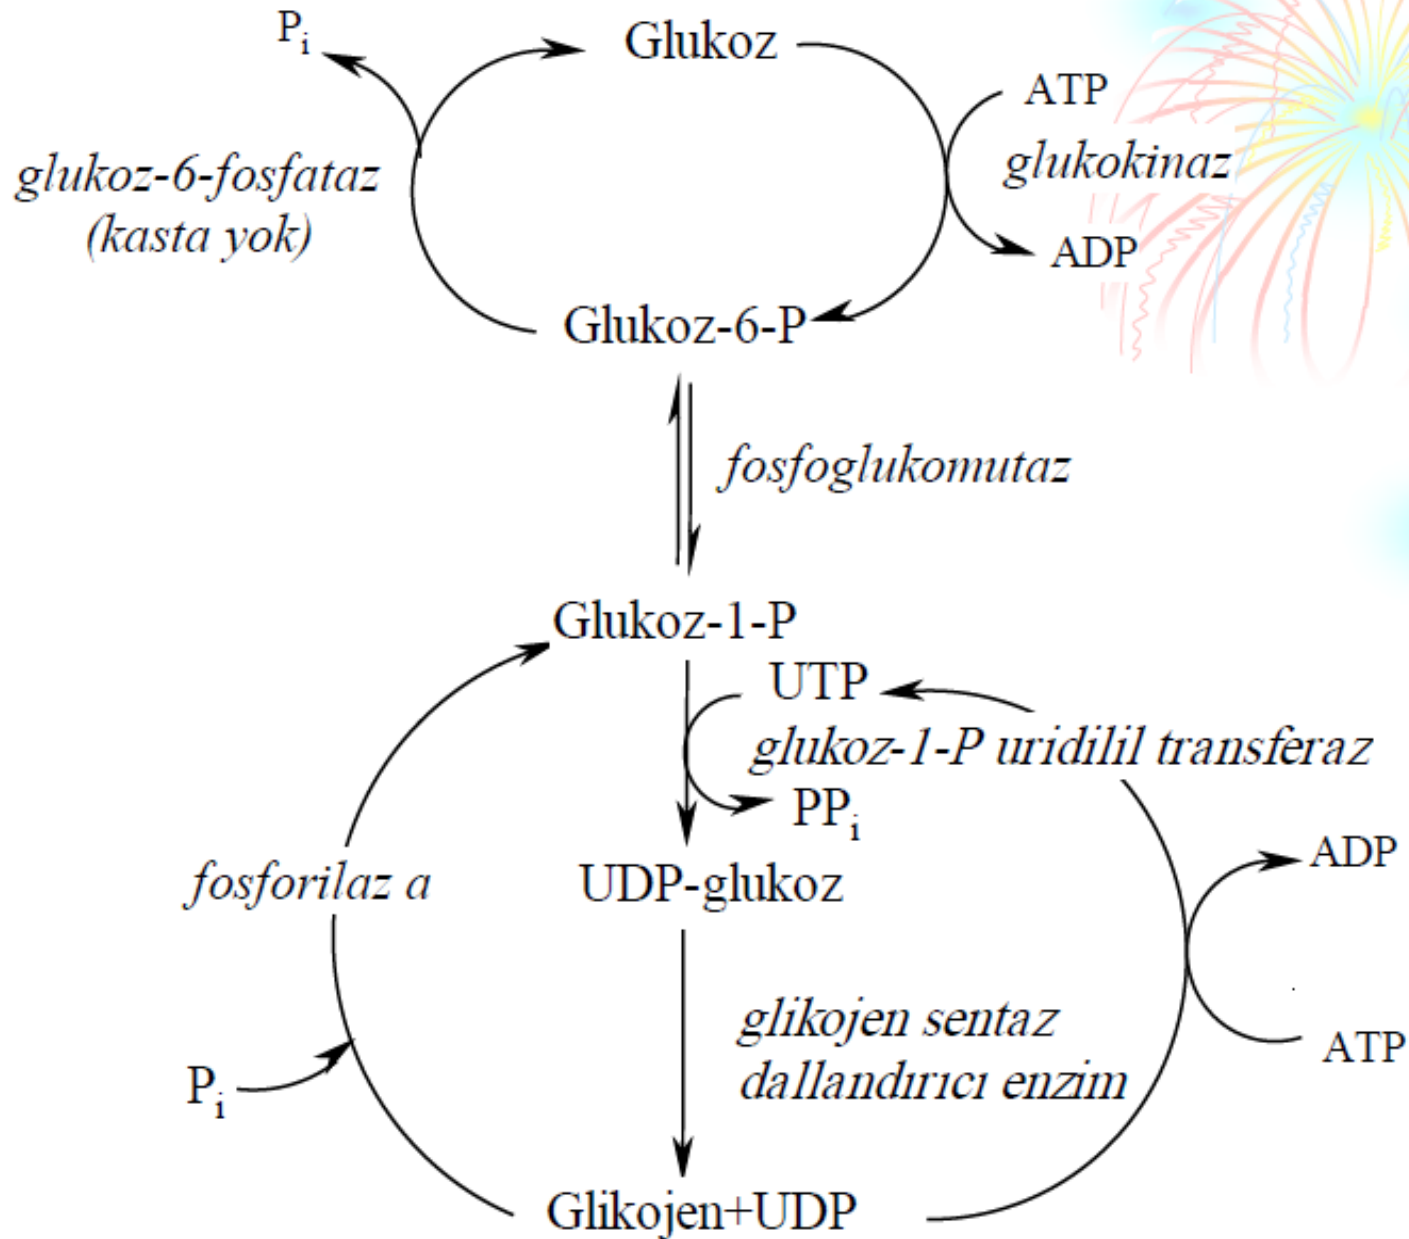 Pi
Glukoz
ATP
glukokinaz
ADP
glukoz-6-fosfataz
(kasta yok)
Glukoz-6-P
fosfoglukomutaz
Glukoz-1-P
UTP
glukoz-1-P uridilil transferaz
PPi
fosforilaz a
UDP-glukoz
ADP
glikojen sentaz
dallandırıcı enzim
ATP
Pi
Glikojen+UDP